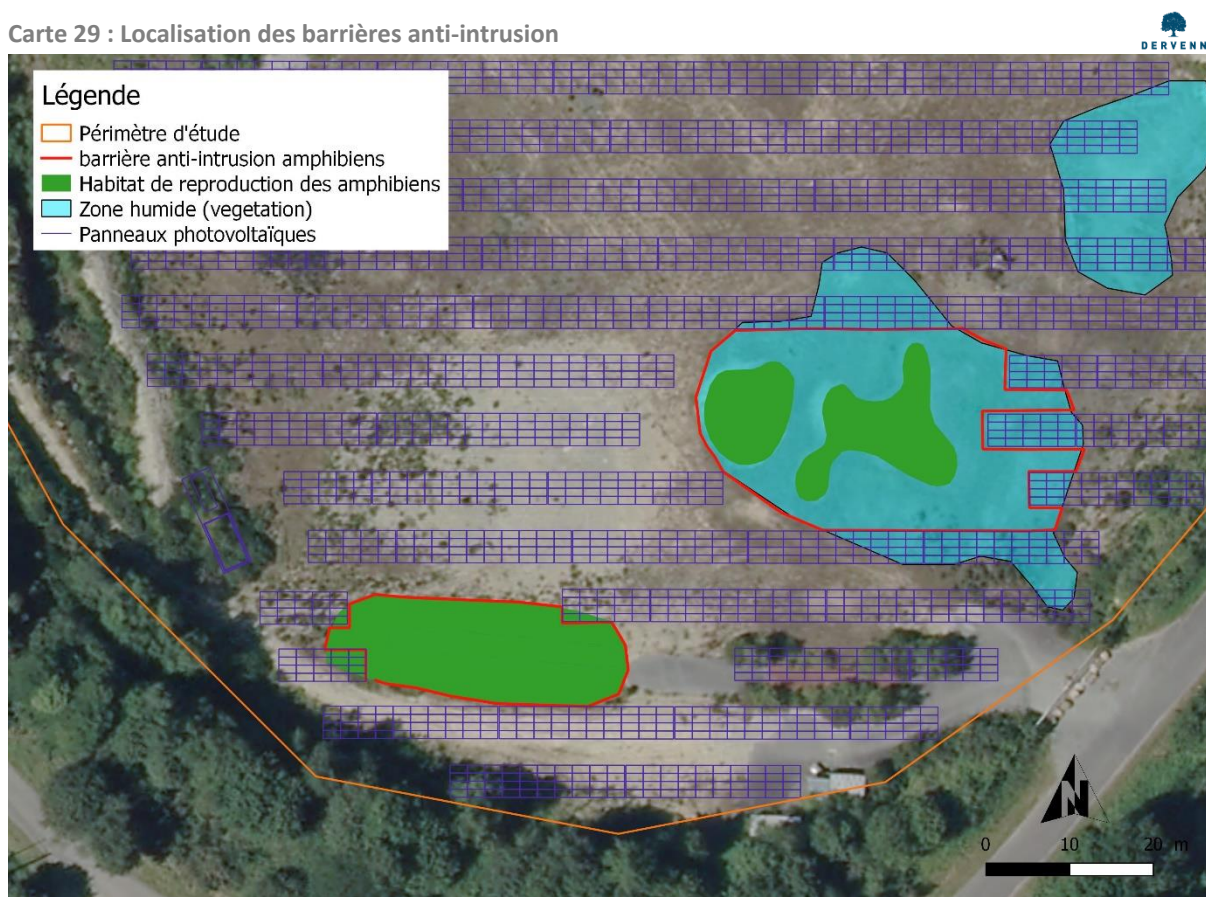 Carte 29 : Localisation des barrières anti-intrusion
DERVENN
Légende
Périmètre d'étude
barrière anti-intrusion amphibiens
Habitat de reproduction des amphibiens
Zone humide (vegetation)
Panneaux photovoltaïques
N
0 10 20 m